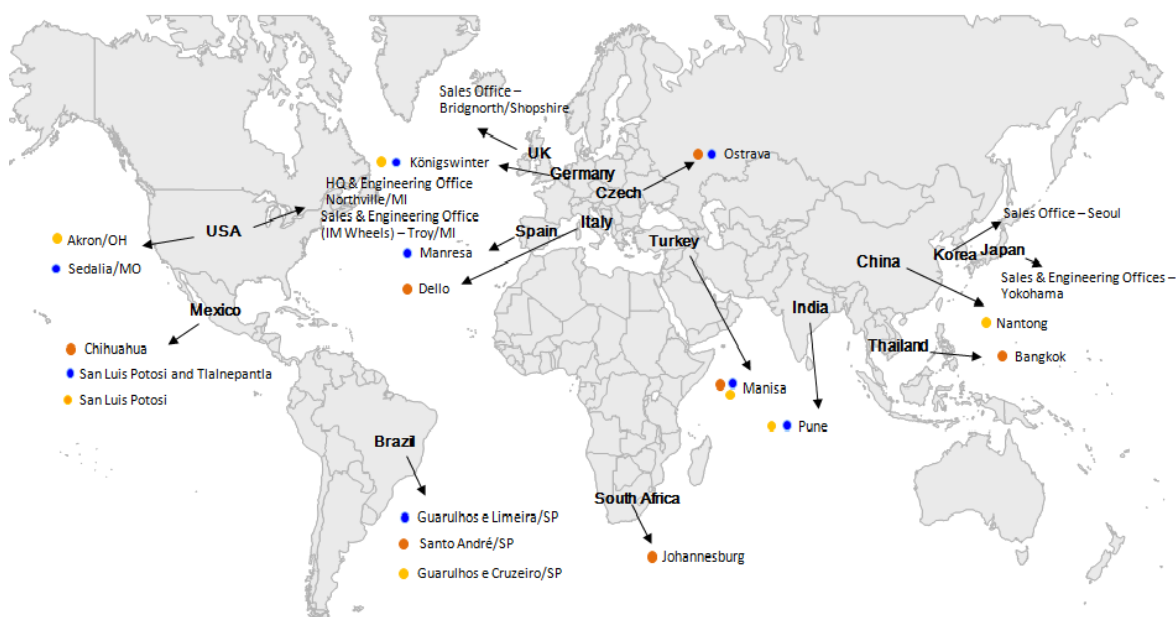 Sales Office –
Bridgnorth/Shopshire
UK
Königswinter
Germany
Ostrava
Czech
HQ & Engineering Office
Northville/MI
Sales & Engineering Office
(IM Wheels) – Troy/MI
USA
Akron/OH
Sedalia/MO
Spain
Manresa
Italy
Dello
Turkey
Sales Office – Seoul
Korea
Japan
Sales & Engineering Offices –
Yokohama
China
Nantong
India
Thailand
Bangkok
Mexico
Chihuahua
San Luis Potosi and Tlalnepantla
San Luis Potosi
Manisa
Pune
Brazil
Guarulhos e Limeira/SP
Santo André/SP
Guarulhos e Cruzeiro/SP
South Africa
Johannesburg